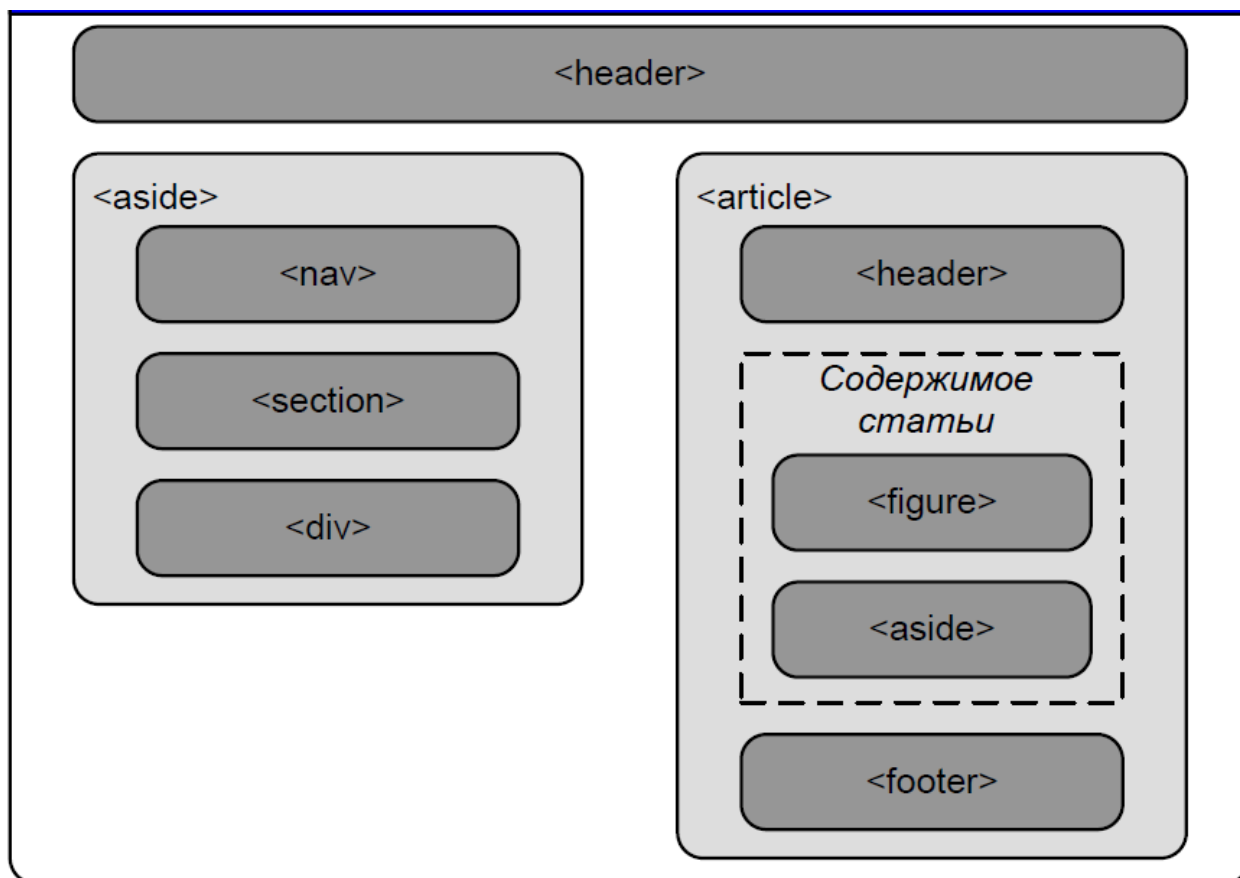 <header>
<aside>
<nav>
<section>
<div>
<article>
<header>
Содержимое
статьи
<figure>
<aside>
<footer>